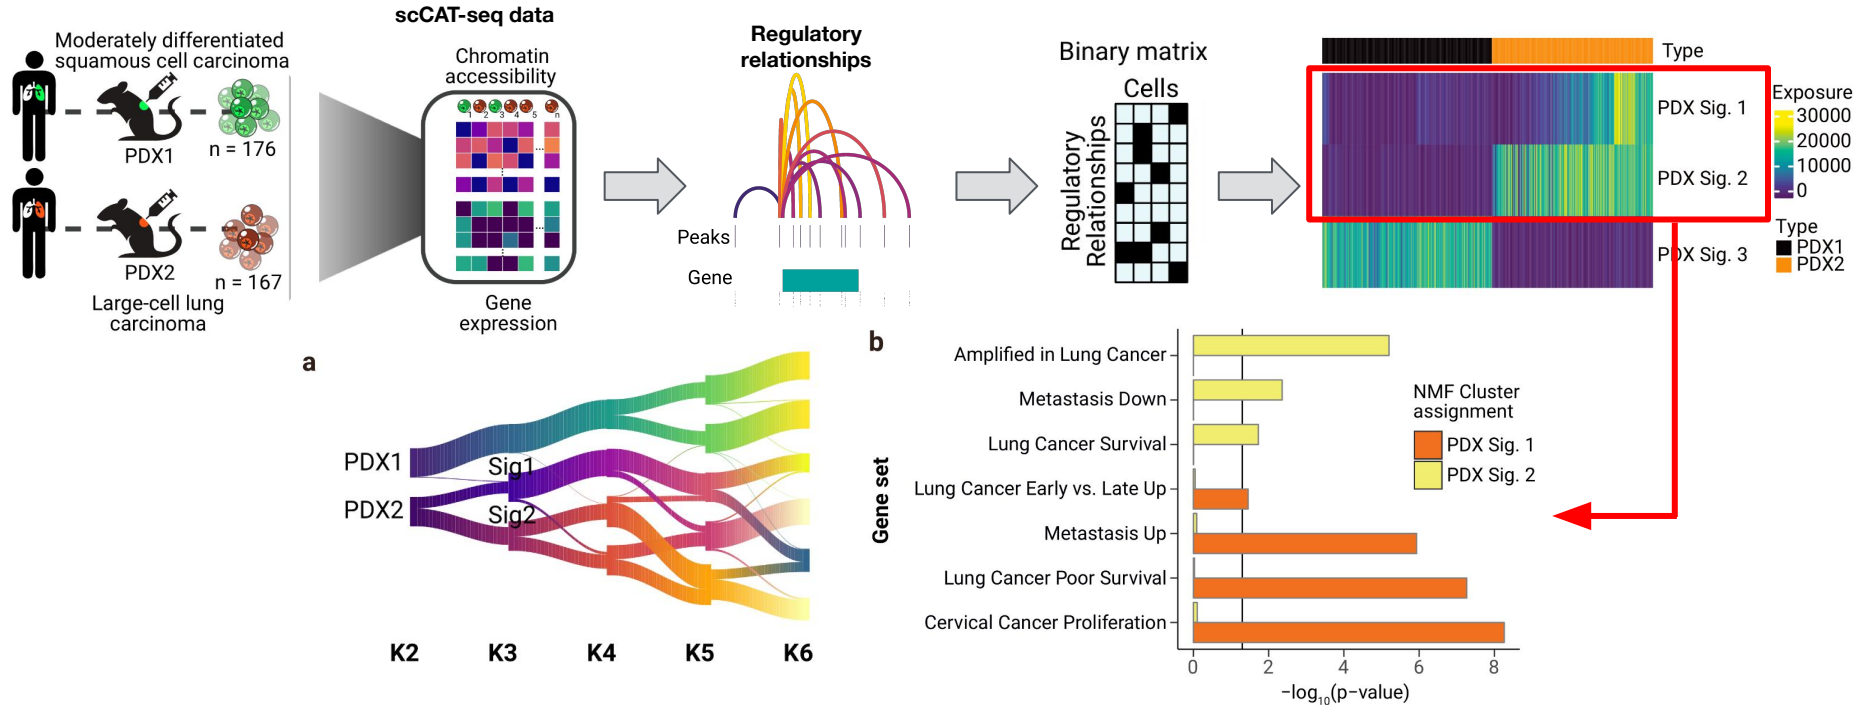 scCAT-seq data
Moderately differentiated
squamous cell carcinoma
PDX1
n = 176
PDX2
n = 167
Large-cell lung
carcinoma
Chromatin
accessibility
1 2 3 4 5 n
...
...
Gene
expression
Regulatory
relationships
Peaks
Gene
Binary matrix
Cells
Regulatory
Relationships
Type
PDX Sig. 1
PDX Sig. 2
PDX Sig. 3
Exposure
30000
20000
10000
0
Type
PDX1
PDX2
a
PDX1
PDX2
Sig1
Sig2
K2 K3 K4 K5 K6
b
Gene set
Amplified in Lung Cancer
Metastasis Down
Lung Cancer Survival
Lung Cancer Early vs. Late Up
Metastasis Up
Lung Cancer Poor Survival
Cervical Cancer Proliferation
0 2 4 6 8
−log10(p−value)
NMF Cluster
assignment
PDX Sig. 1
PDX Sig. 2